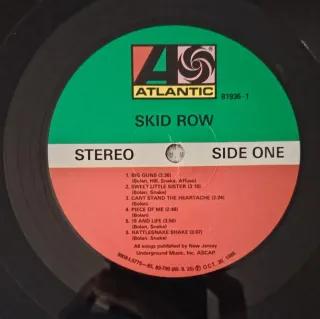 ATLANTIC
81936-1
SKID ROW
STEREO
SIDE ONE
1. BIG GUNS (3:36)
(Bolan, Hill, Snake, Affuso)
2. SWEET LITTLE SISTER (3:10)
(Bolan, Snake)
3. CAN'T STAND THE HEARTACHE (3:24)
(Bolan)
4. PIECE OF ME (2:48)
(Bolan)
5. 18 AND LIFE (3:50)
(Bolan, Snake)
6. RATTLESNAKE SHAKE (3:07)
(Bolan, Snake)
All songs published by New Jersey
Underground Music, Inc. ASCAP